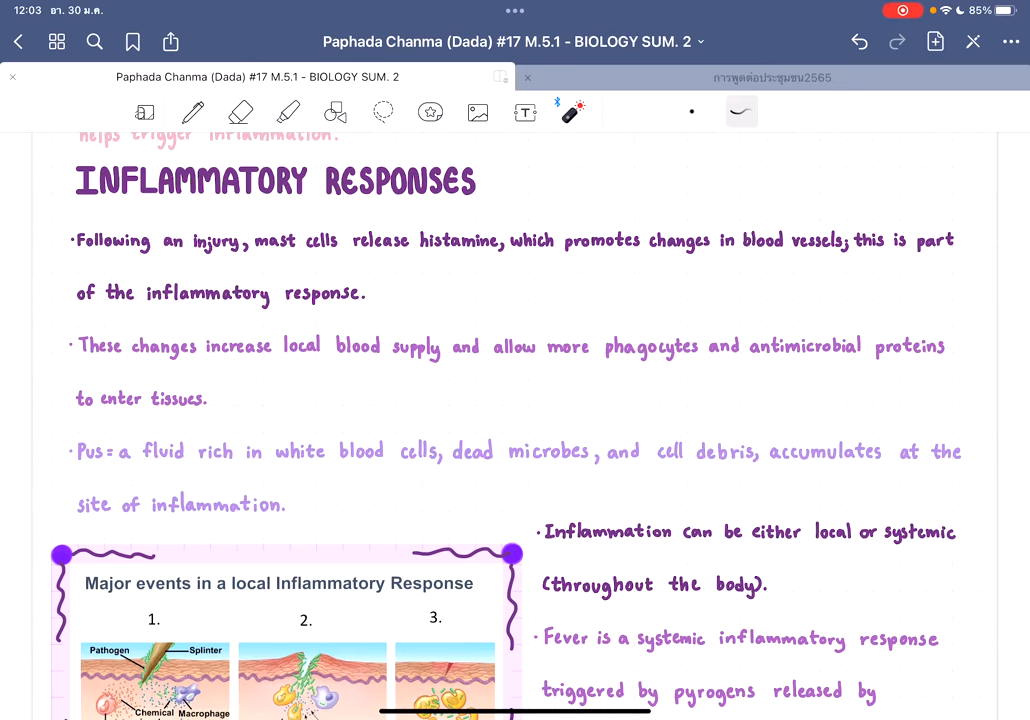 12:03 อา. 30 ม.ค.
85%
Paphada Chanma (Dada) #17 M.5.1 - BIOLOGY SUM. 2
Paphada Chanma (Dada) #17 M.5.1 - BIOLOGY SUM. 2
การพูดต่อประชุมชน2565
helps trigger inflammation.
INFLAMMATORY RESPONSES
·Following an injury, mast cells release histamine, which promotes changes in blood vessels; this is part
of the inflammatory response.
· These changes increase local blood supply and allow more phagocytes and antimicrobial proteins
to enter tissues.
·Pus = a fluid rich in white blood cells, dead microbes, and cell debris, accumulates at the
site of inflammation.
·Inflammation can be either local or systemic
(throughout the body).
· Fever is a systemic inflammatory response
triggered by pyrogens released by
Major events in a local Inflammatory Response
1.
2.
3.
Pathogen
Splinter
Chemical
Macrophage